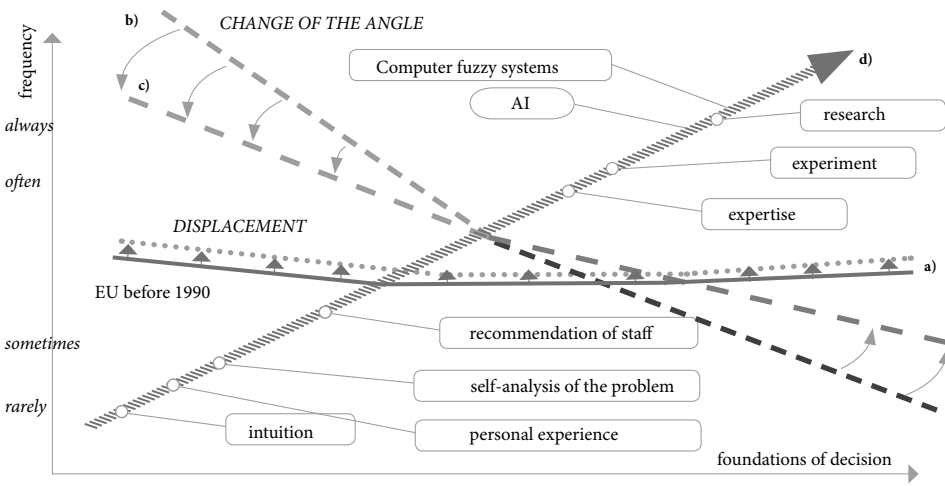 b)
CHANGE OF THE ANGLE
frequency
c)
d)
Computer fuzzy systems
AI
research
always
experiment
often
expertise
DISPLACEMENT
a)
EU before 1990
recommendation of staff
sometimes
self-analysis of the problem
rarely
intuition
personal experience
foundations of decision